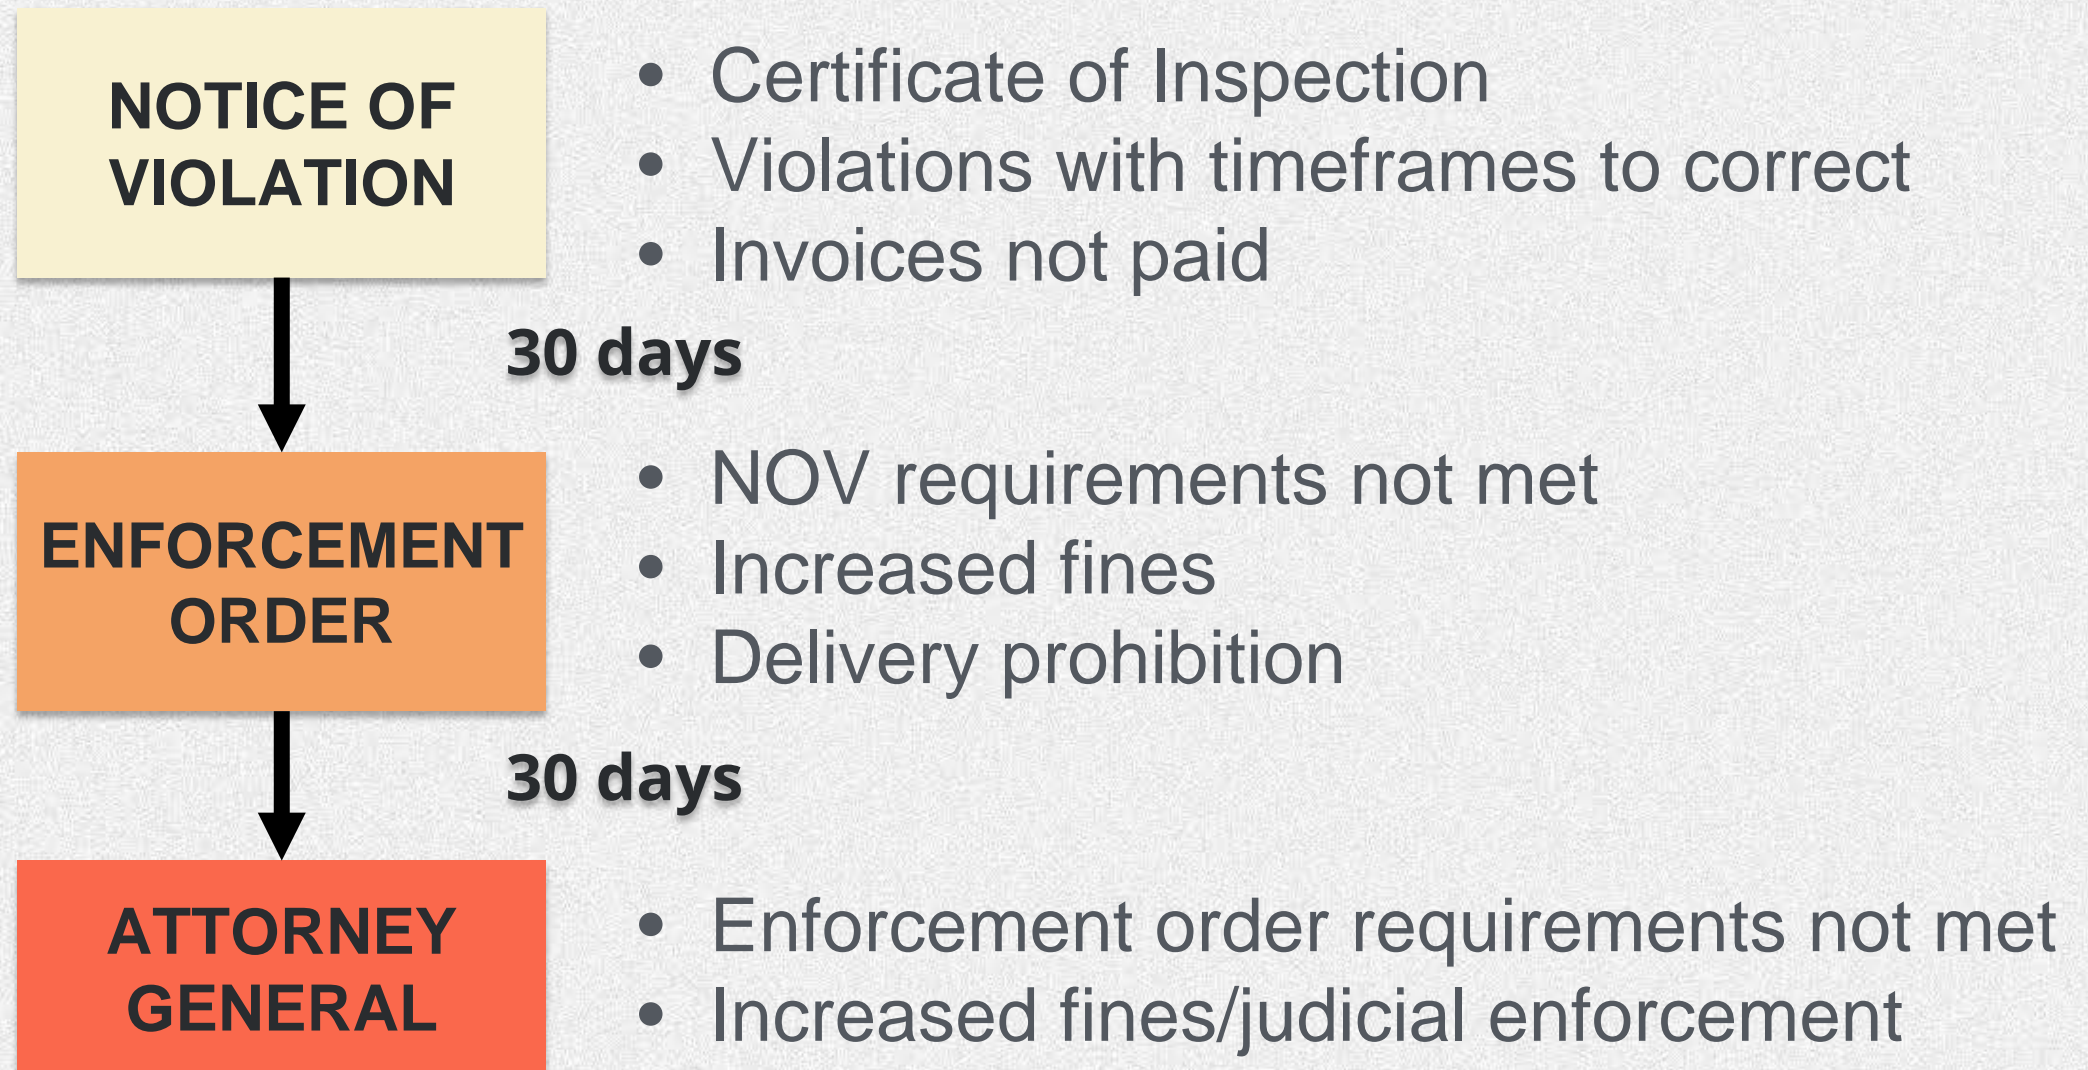 NOTICE OF
VIOLATION
• Certificate of Inspection
• Violations with timeframes to correct
• Invoices not paid
30 days
ENFORCEMENT
ORDER
• NOV requirements not met
• Increased fines
• Delivery prohibition
30 days
ATTORNEY
GENERAL
• Enforcement order requirements not met
• Increased fines/judicial enforcement